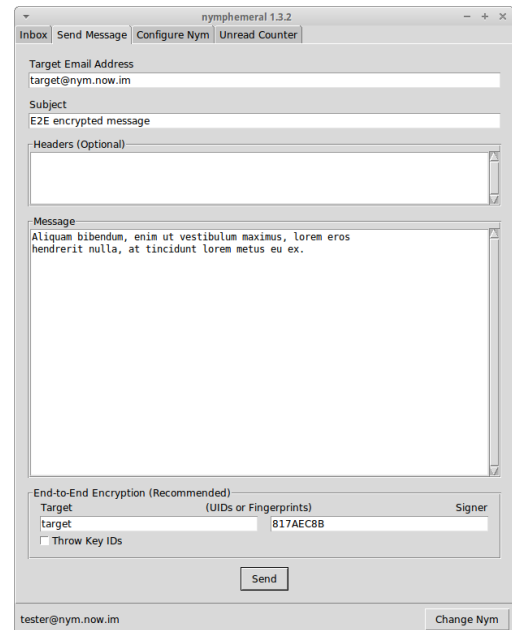 nymphemeral 1.3.2
Inbox Send Message Configure Nym Unread Counter
Target Email Address
target@nym.now.im
Subject
E2E encrypted message
Headers (Optional)
Message
Aliquam bibendum, enim ut vestibulum maximus, lorem eros
hendrerit nulla, at tincidunt lorem metus eu ex.
End-to-End Encryption (Recommended)
Target (UIDs or Fingerprints) Signer
target 817AEC8B
Throw Key IDs
Send
tester@nym.now.im Change Nym